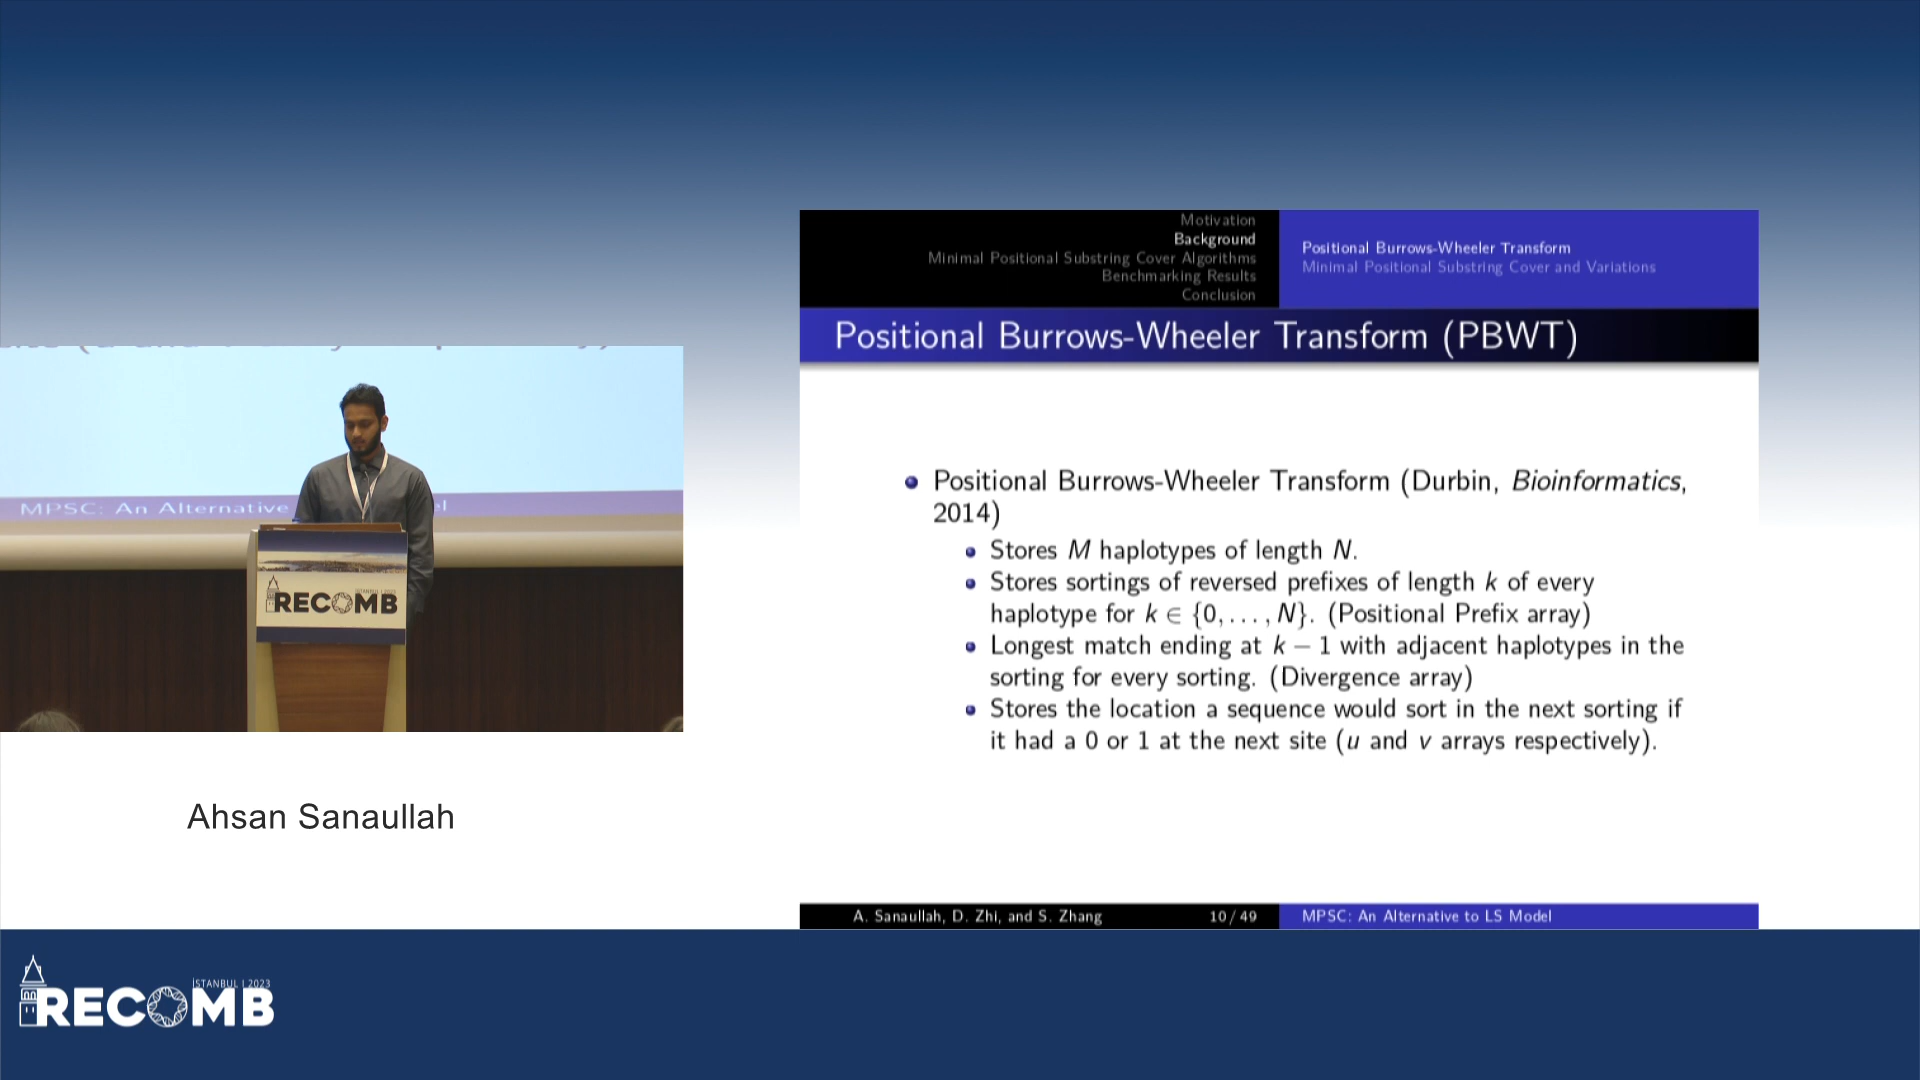 Motivation
Background
Minimal Positional Substring Cover Algorithms
Benchmarking Results
Conclusion
Positional Burrows-Wheeler Transform
Minimal Positional Substring Cover and Variations
Positional Burrows-Wheeler Transform (PBWT)
Positional Burrows-Wheeler Transform (Durbin, Bioinformatics,
2014)
Stores M haplotypes of length N.
Stores sortings of reversed prefixes of length k of every
haplotype for k ∈ {0, . . . , N}. (Positional Prefix array)
Longest match ending at k − 1 with adjacent haplotypes in the
sorting for every sorting. (Divergence array)
Stores the location a sequence would sort in the next sorting if
it had a 0 or 1 at the next site (u and v arrays respectively).
A. Sanaullah, D. Zhi, and S. Zhang
10 / 49
MPSC: An Alternative to LS Model
MPSC: An Alternative
RECOMB
Ahsan Sanaullah
İSTANBUL | 2023
RECOMB